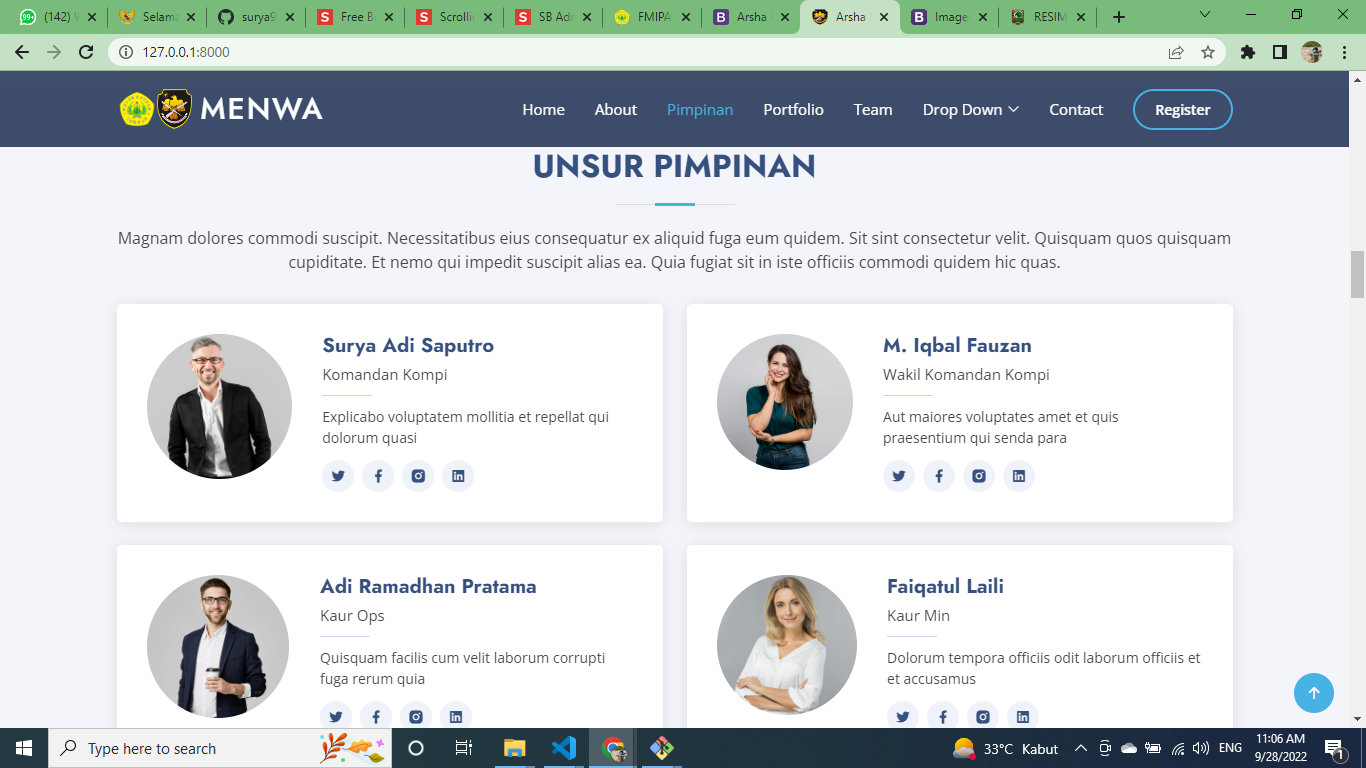 (142) W
Selama
surya9
Free B
Scrollin
SB Adm
FMIPA
Arsha
Arsha
Image
RESIM
127.0.0.1:8000
MENWA
Home
About
Pimpinan
Portfolio
Team
Drop Down
Contact
Register
UNSUR PIMPINAN
Magnam dolores commodi suscipit. Necessitatibus eius consequatur ex aliquid fuga eum quidem. Sit sint consectetur velit. Quisquam quos quisquam
cupiditate. Et nemo qui impedit suscipit alias ea. Quia fugiat sit in iste officiis commodi quidem hic quas.
Surya Adi Saputro
Komandan Kompi
Explicabo voluptatem mollitia et repellat qui
dolorum quasi
M. Iqbal Fauzan
Wakil Komandan Kompi
Aut maiores voluptates amet et quis
praesentium qui senda para
Adi Ramadhan Pratama
Kaur Ops
Quisquam facilis cum velit laborum corrupti
fuga rerum quia
Faiqatul Laili
Kaur Min
Dolorum tempora officiis odit laborum officiis et
et accusamus
Type here to search
33°C Kabut
ENG
11:06 AM
9/28/2022
1